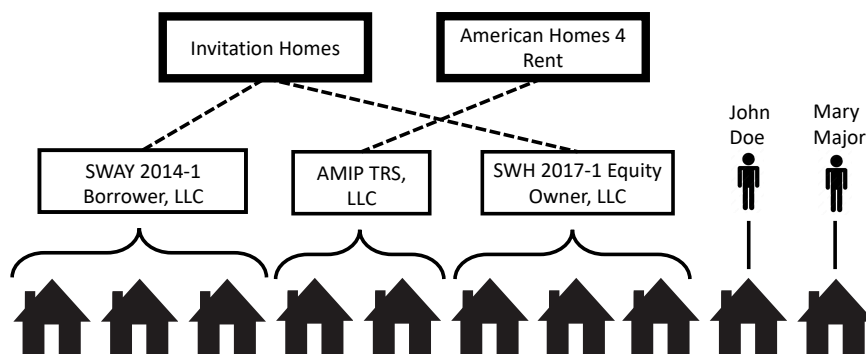 Invitation Homes
American Homes 4
Rent
John
Doe
Mary
Major
SWAY 2014-1
Borrower, LLC
AMIP TRS,
LLC
SWH 2017-1 Equity
Owner, LLC